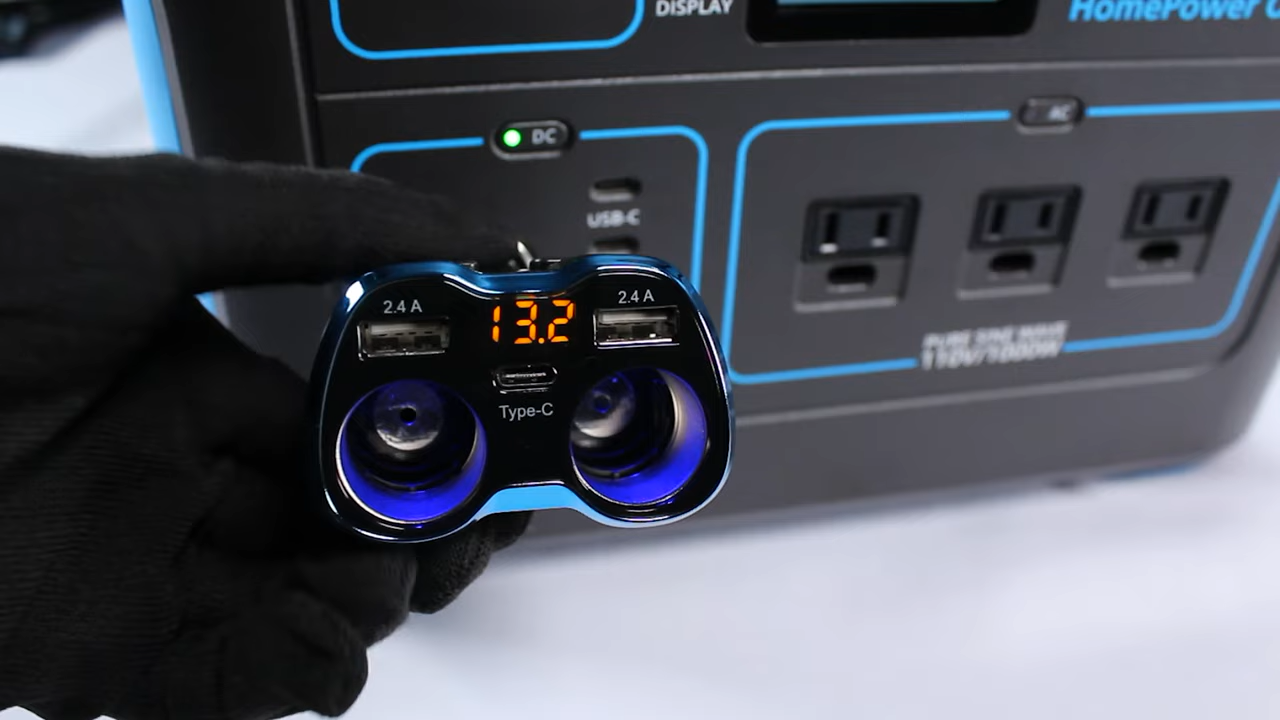 DISPLAY
HomePower
DC
AC
USB-C
2.4 A
13.2
2.4 A
Type-C
PURE SINE WAVE
110V/1000W